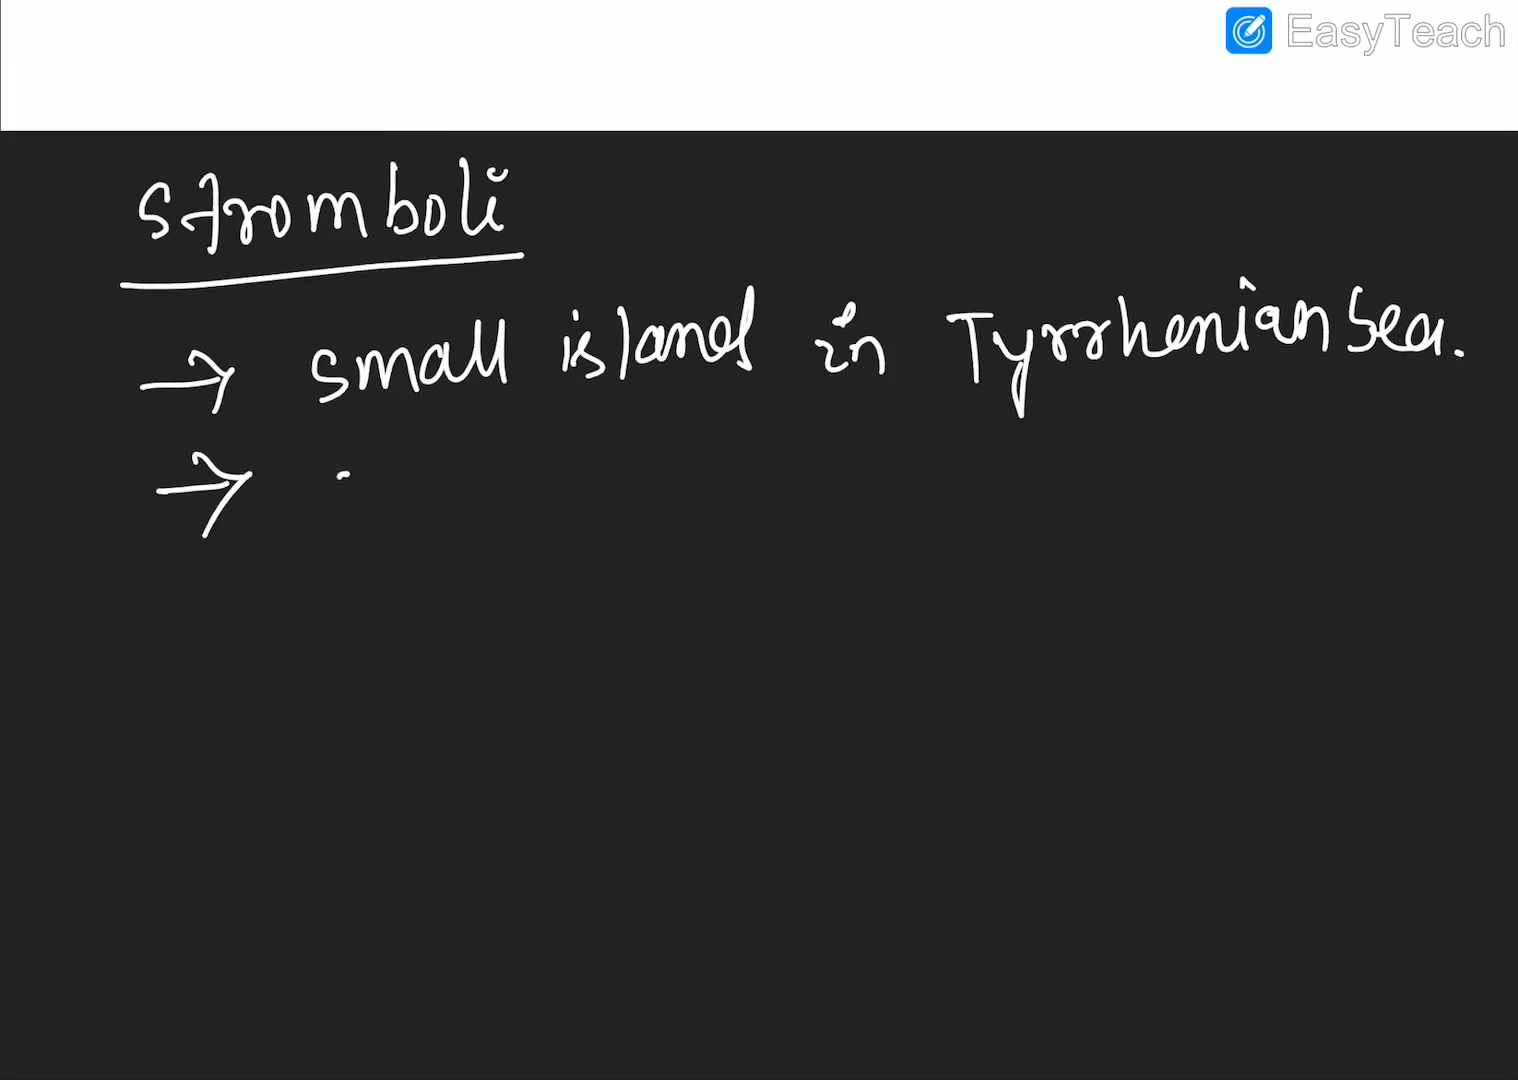 EasyTeach
Stromboli
→ small island in Tyrrhenian Sea.
→